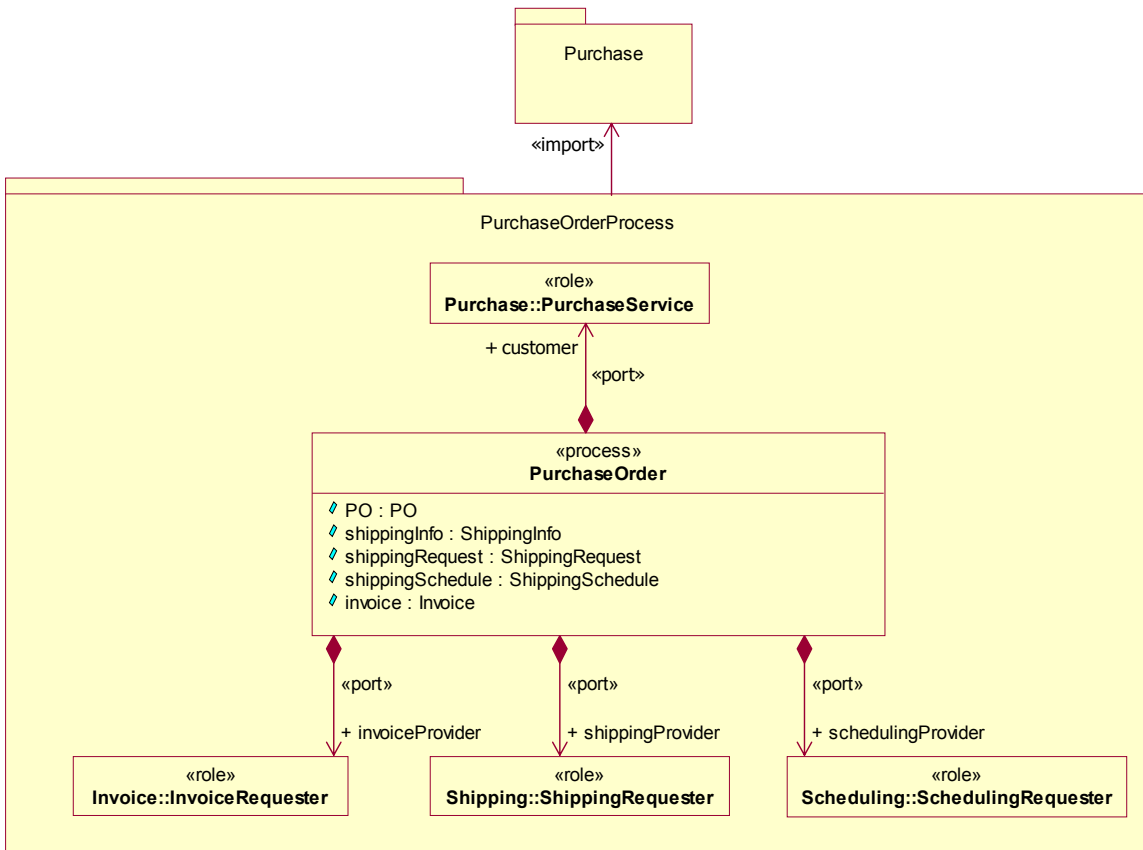 Purchase
«import»
PurchaseOrderProcess
«role»
Purchase::PurchaseService
+ customer
«port»
«process»
PurchaseOrder
PO : PO
shippingInfo : ShippingInfo
shippingRequest : ShippingRequest
shippingSchedule : ShippingSchedule
invoice : Invoice
«port»
«port»
«port»
+ invoiceProvider
+ shippingProvider
+ schedulingProvider
«role»
Invoice::InvoiceRequester
«role»
Shipping::ShippingRequester
«role»
Scheduling::SchedulingRequester